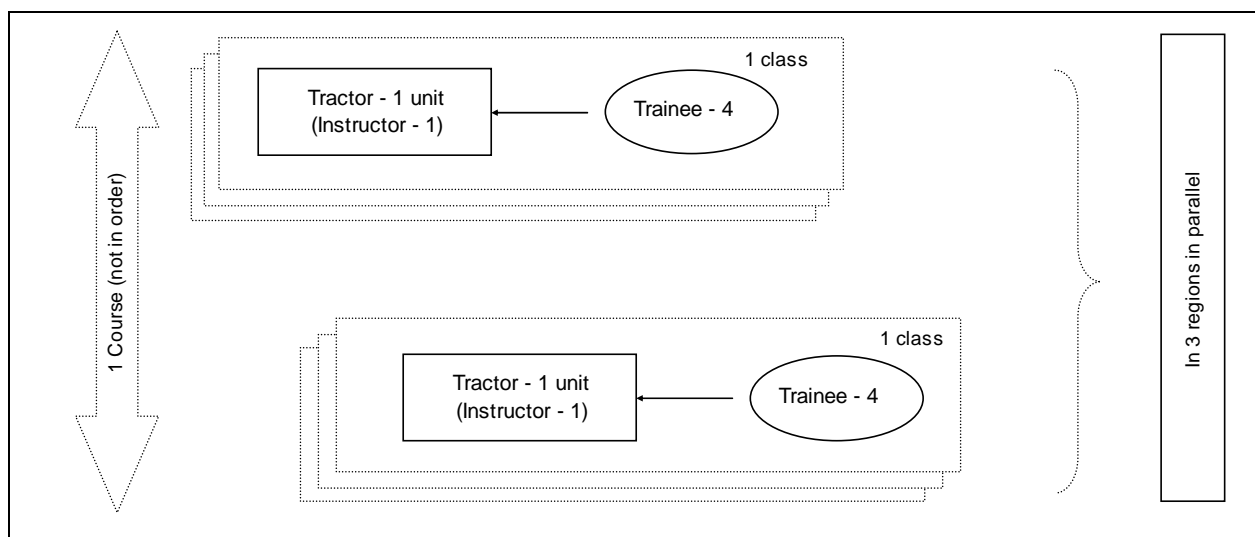 1 class
Tractor - 1 unit
(Instructor - 1)
Trainee - 4
1 Course (not in order)
In 3 regions in parallel
1 class
Tractor - 1 unit
(Instructor - 1)
Trainee - 4